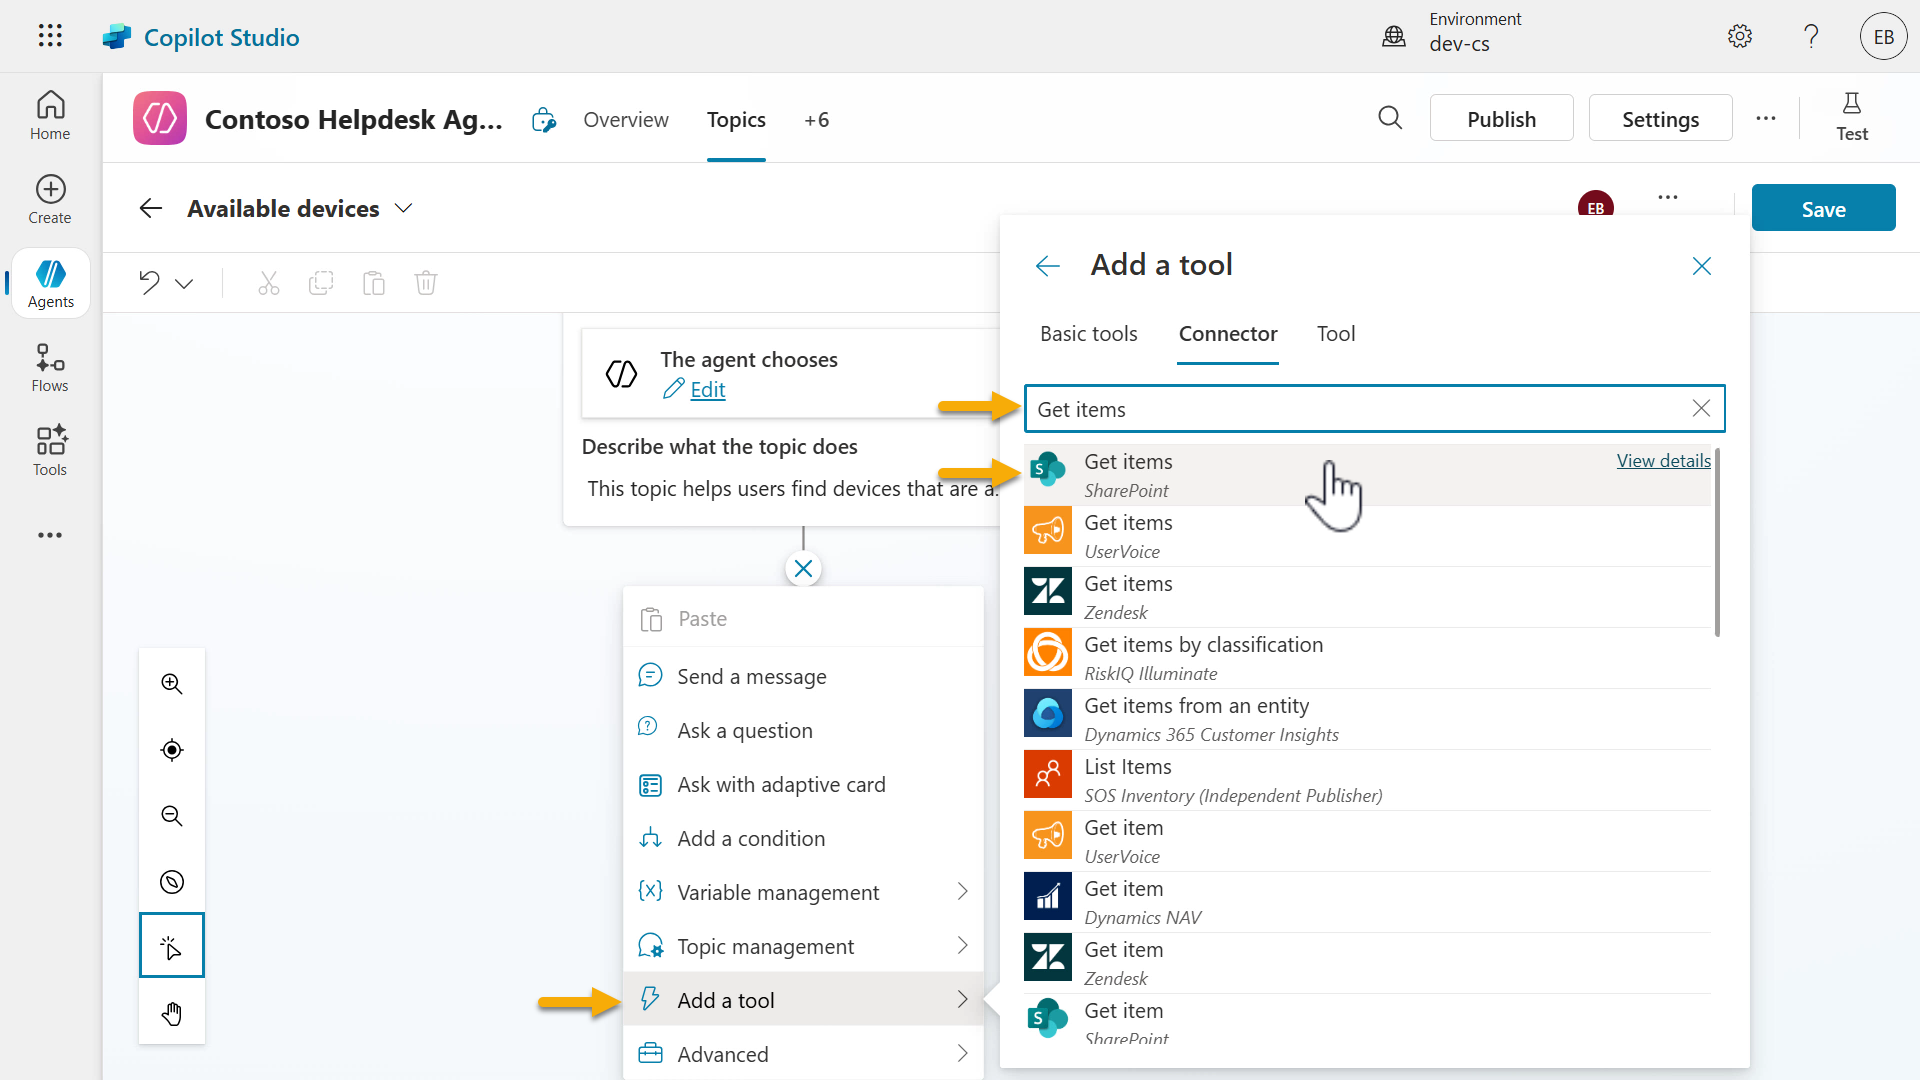 Copilot Studio
Environment
dev-cs
EB
Home
Create
Agents
Flows
Tools
Contoso Helpdesk Ag...
Overview
Topics
+6
Publish
Settings
Test
Available devices
EB
Save
The agent chooses
Edit
Describe what the topic does
This topic helps users find devices that are a.
Paste
Send a message
Ask a question
Ask with adaptive card
Add a condition
Variable management
Topic management
Add a tool
Advanced
Add a tool
Basic tools
Connector
Tool
Get items
Get items
View details
SharePoint
Get items
UserVoice
Get items
Zendesk
Get items by classification
RiskIQ Illuminate
Get items from an entity
Dynamics 365 Customer Insights
List Items
SOS Inventory (Independent Publisher)
Get item
UserVoice
Get item
Dynamics NAV
Get item
Zendesk
Get item
SharePoint